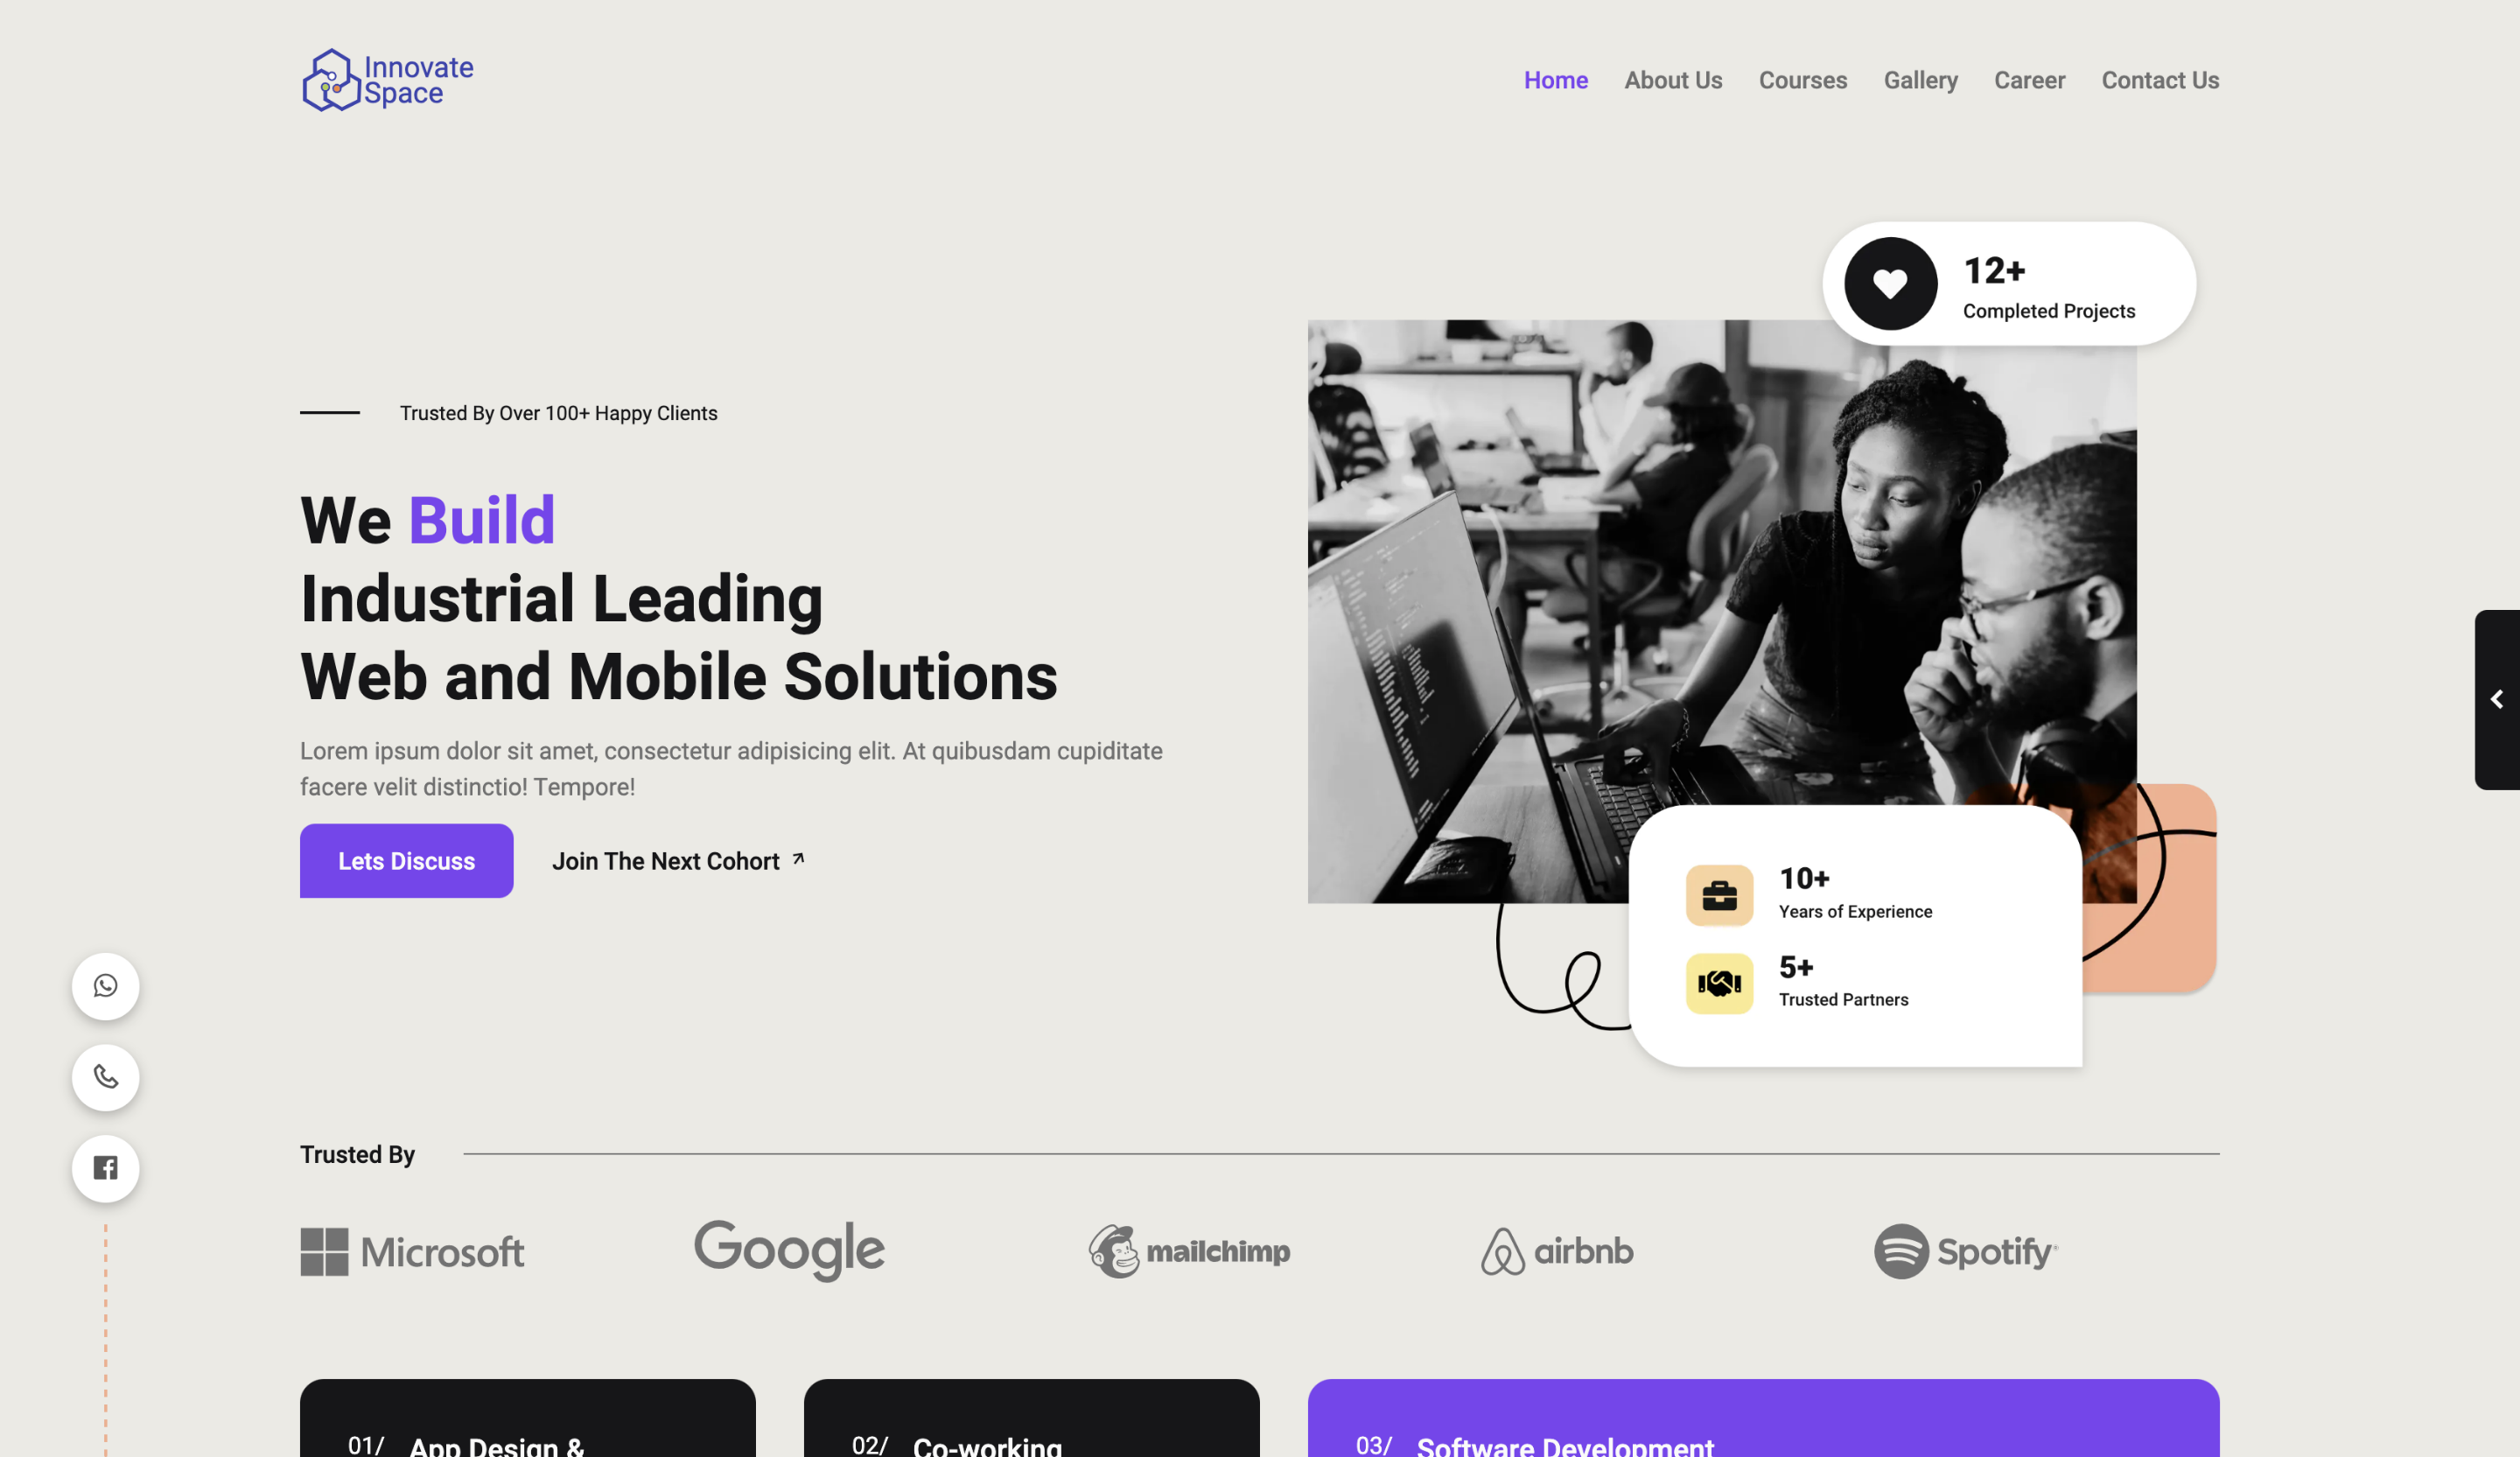 Innovate
Space
Home
About Us
Courses
Gallery
Career
Contact Us
12+
Completed Projects
Trusted By Over 100+ Happy Clients
We Build
Industrial Leading
Web and Mobile Solutions
Lorem ipsum dolor sit amet, consectetur adipisicing elit. At quibusdam cupiditate
facere velit distinctio! Tempore!
Lets Discuss
Join The Next Cohort
10+
Years of Experience
5+
Trusted Partners
Trusted By
Microsoft
Google
mailchimp
airbnb
Spotify
01/ App Design &
02/ Co-working
03/ Software Development